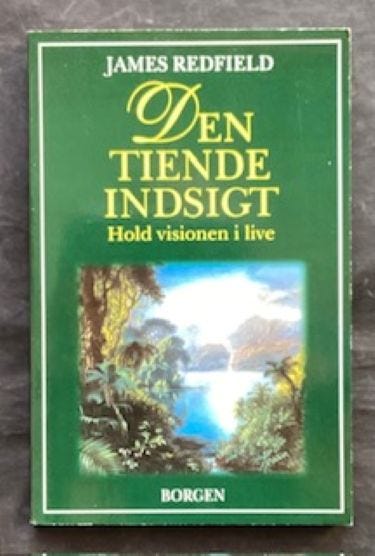 JAMES REDFIELD
DEN
TIENDE
INDSIGT
Hold visionen i live
BORGEN